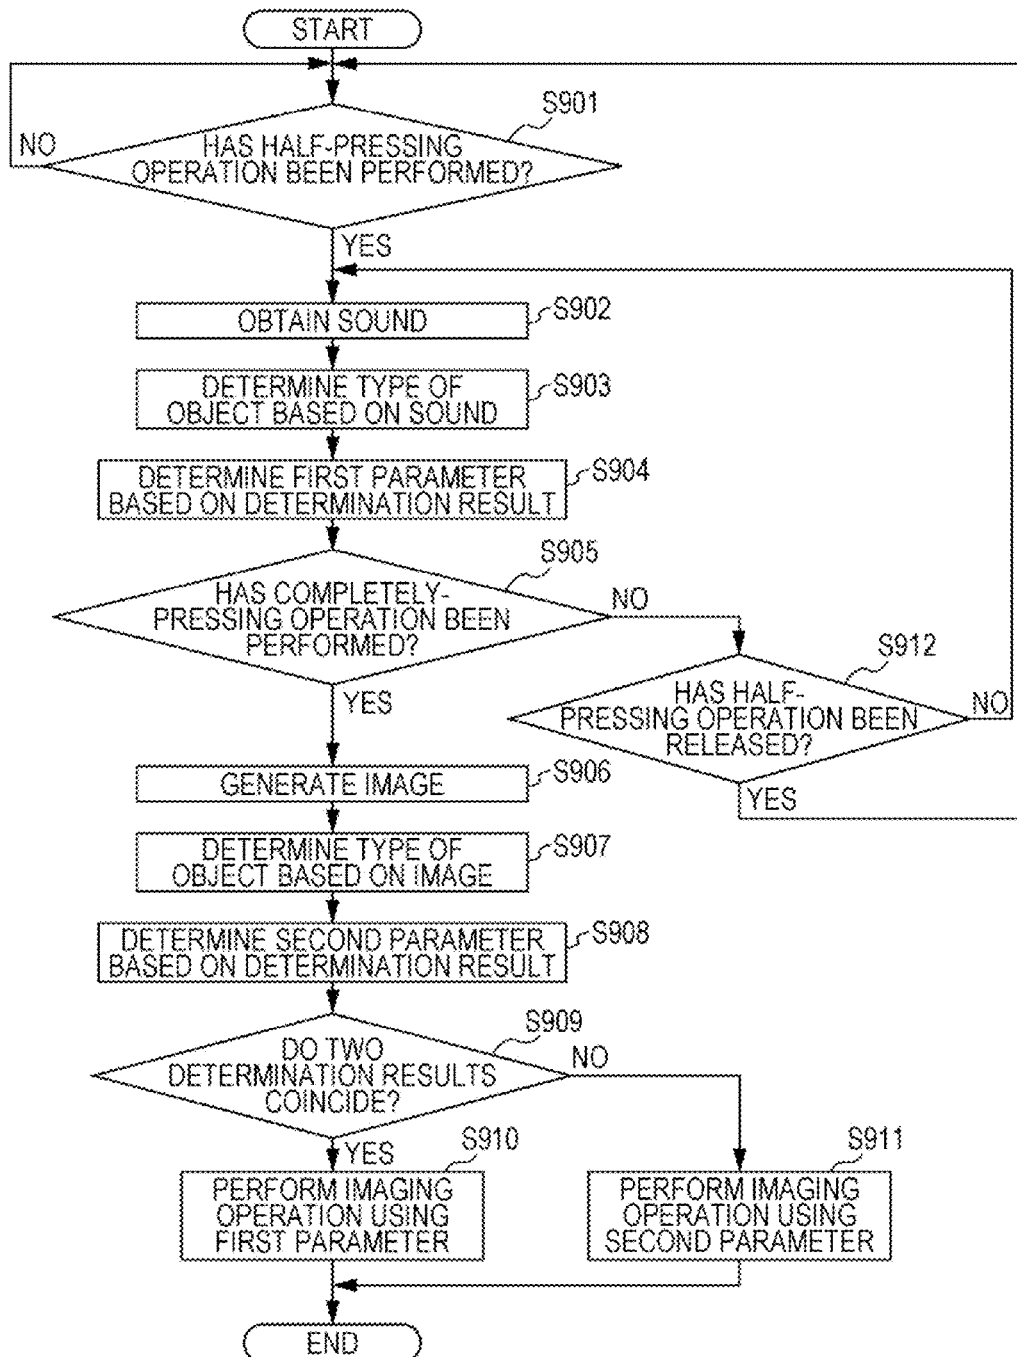 START
S901
NO
HAS HALF-PRESSING
OPERATION BEEN PERFORMED?
YES
OBTAIN SOUND
S902
DETERMINE TYPE OF
OBJECT BASED ON SOUND
S903
DETERMINE FIRST PARAMETER
BASED ON DETERMINATION RESULT
S904
S905
HAS COMPLETELY-
PRESSING OPERATION BEEN
PERFORMED?
NO
YES
S912
HAS HALF-
PRESSING OPERATION BEEN
RELEASED?
NO
YES
GENERATE IMAGE
S906
DETERMINE TYPE OF
OBJECT BASED ON IMAGE
S907
DETERMINE SECOND PARAMETER
BASED ON DETERMINATION RESULT
S908
S909
DO TWO
DETERMINATION RESULTS
COINCIDE?
NO
YES
S910
PERFORM IMAGING
OPERATION USING
FIRST PARAMETER
S911
PERFORM IMAGING
OPERATION USING
SECOND PARAMETER
END